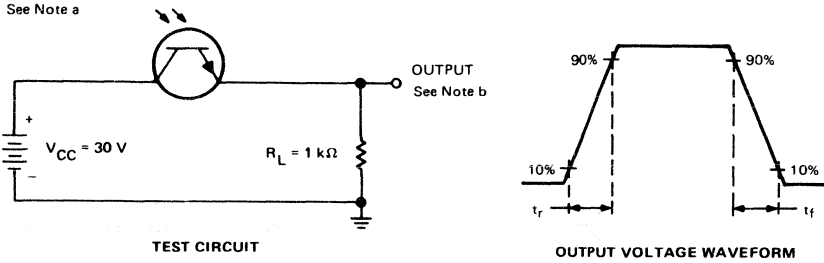 See Note a
OUTPUT
See Note b
+
V_CC = 30 V
R_L = 1 kΩ
−
TEST CIRCUIT
90%
90%
10%
10%
t_r
t_f
OUTPUT VOLTAGE WAVEFORM